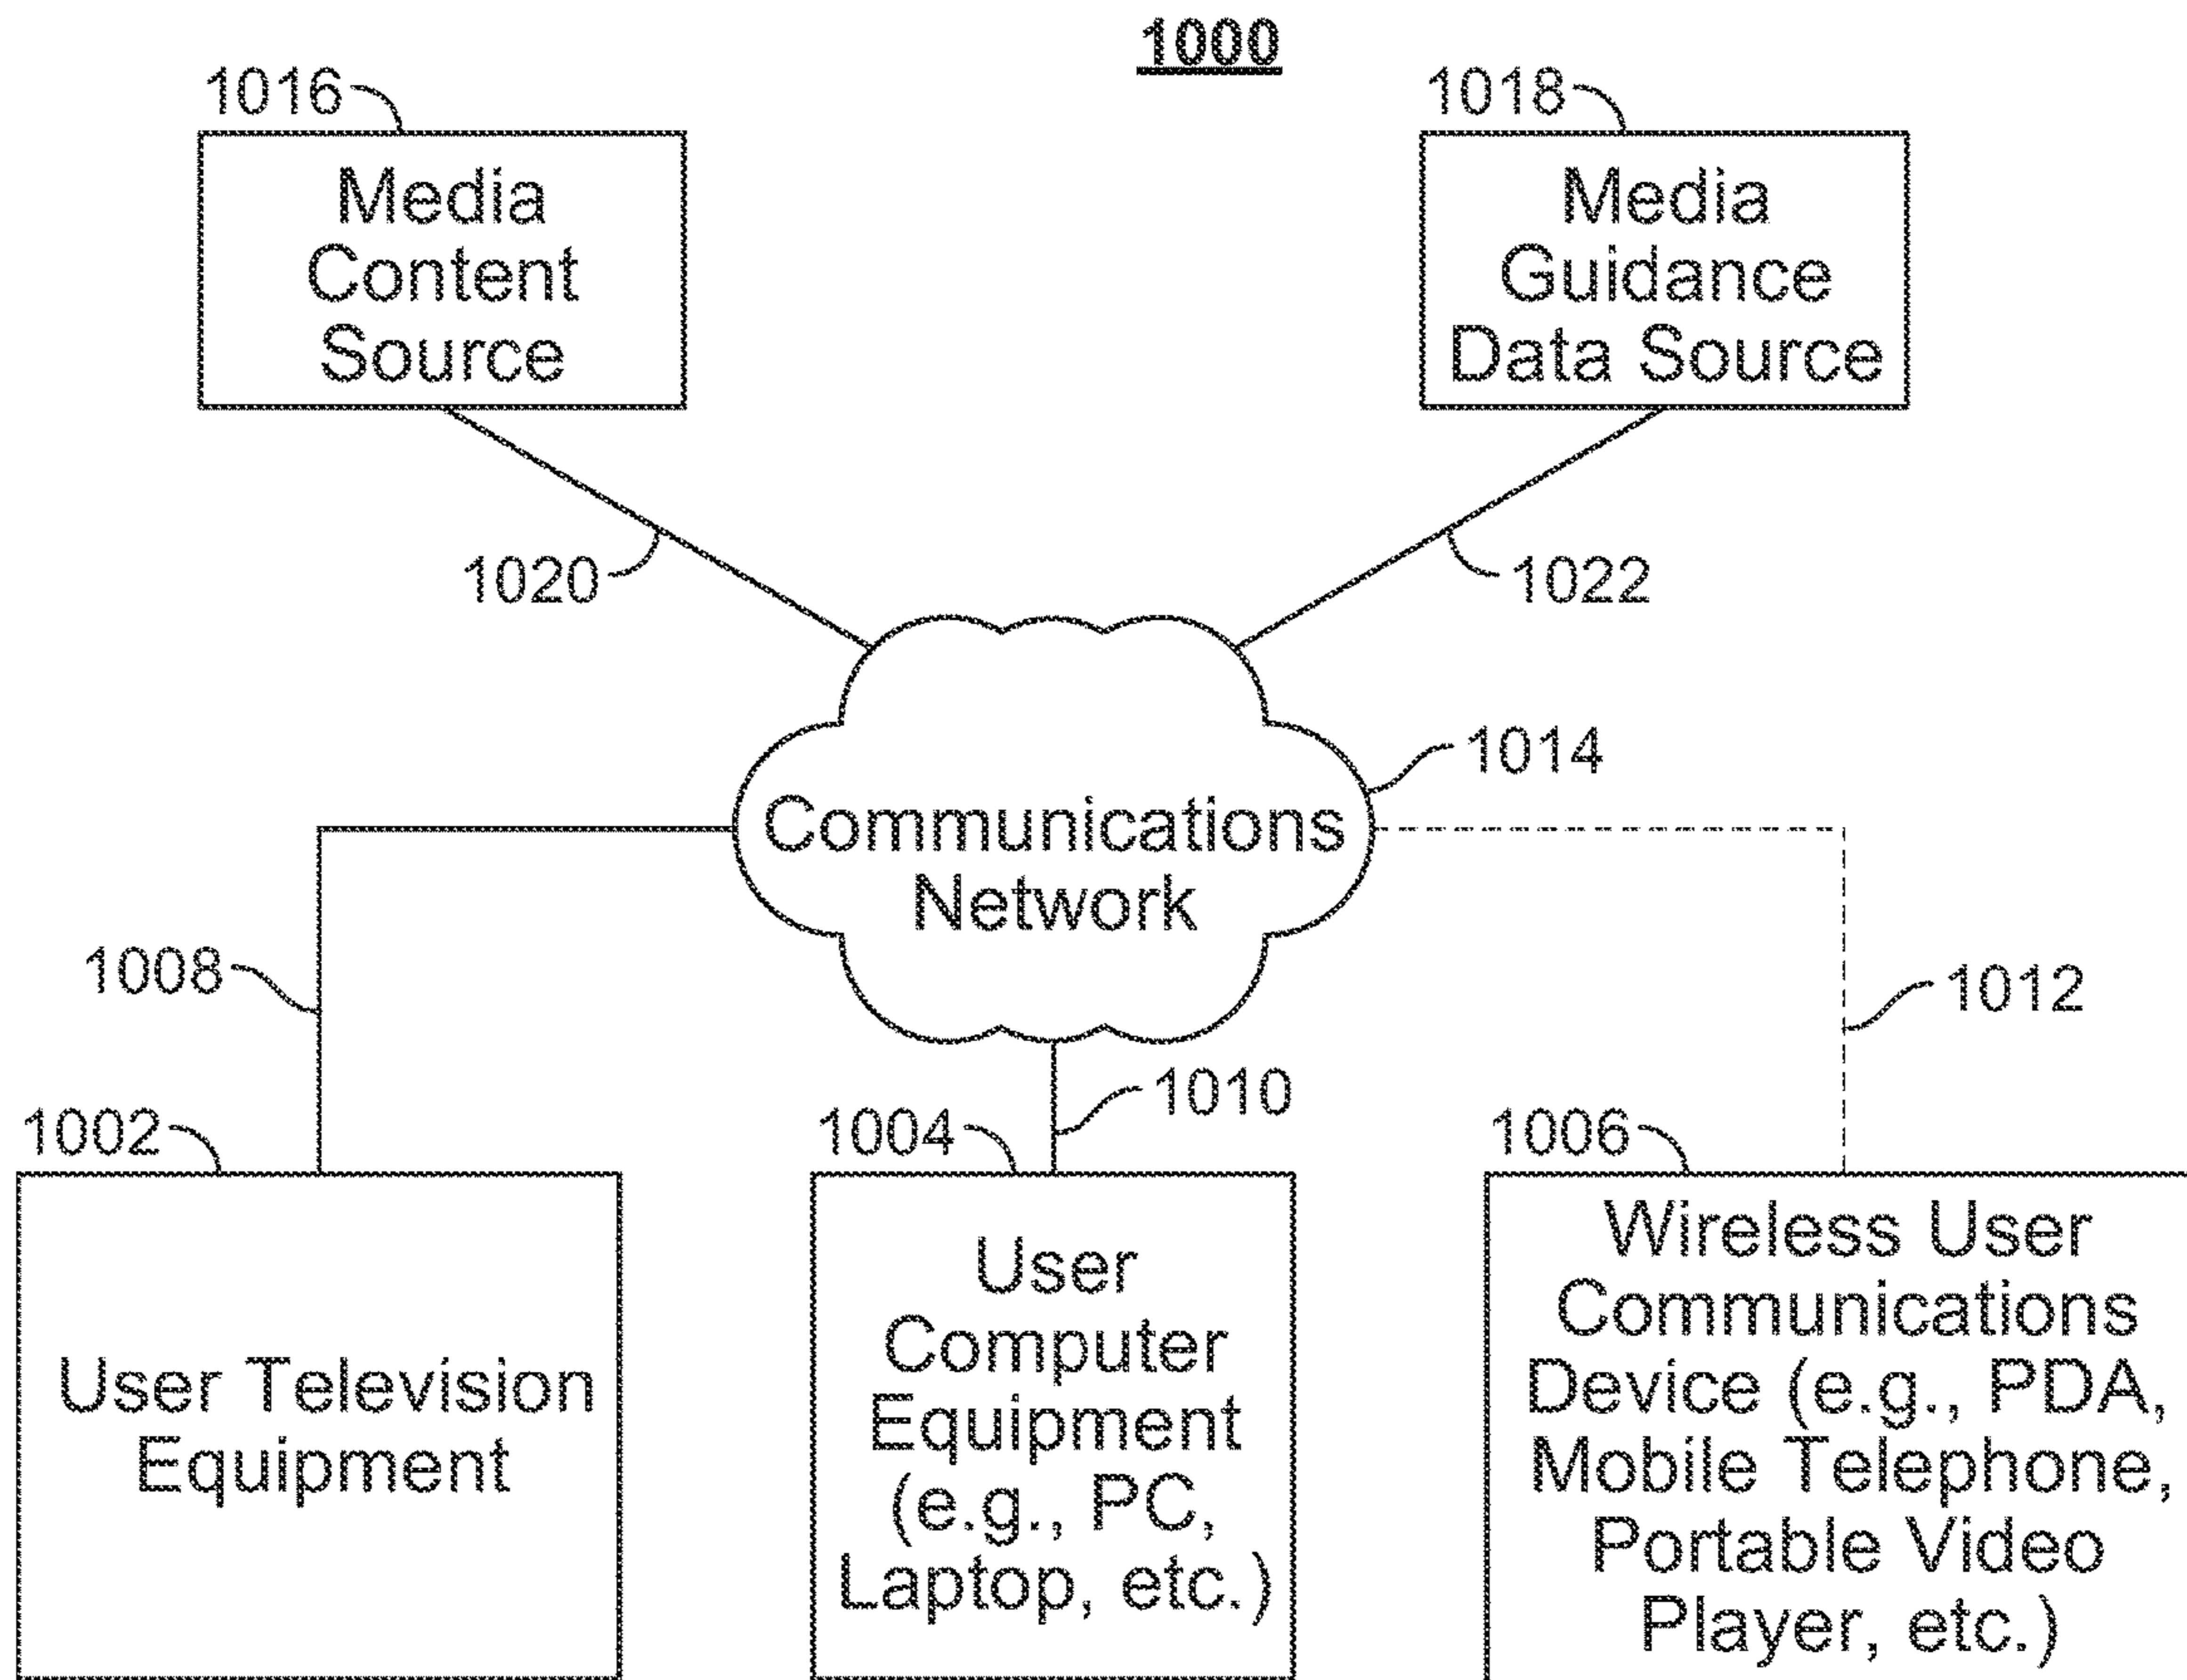 1000
1016
Media
Content
Source
1018
Media
Guidance
Data Source
1020
1022
1014
Communications
Network
1008
1012
1010
1002
User Television
Equipment
1004
User
Computer
Equipment
(e.g., PC,
Laptop, etc.)
1006
Wireless User
Communications
Device (e.g., PDA,
Mobile Telephone,
Portable Video
Player, etc.)